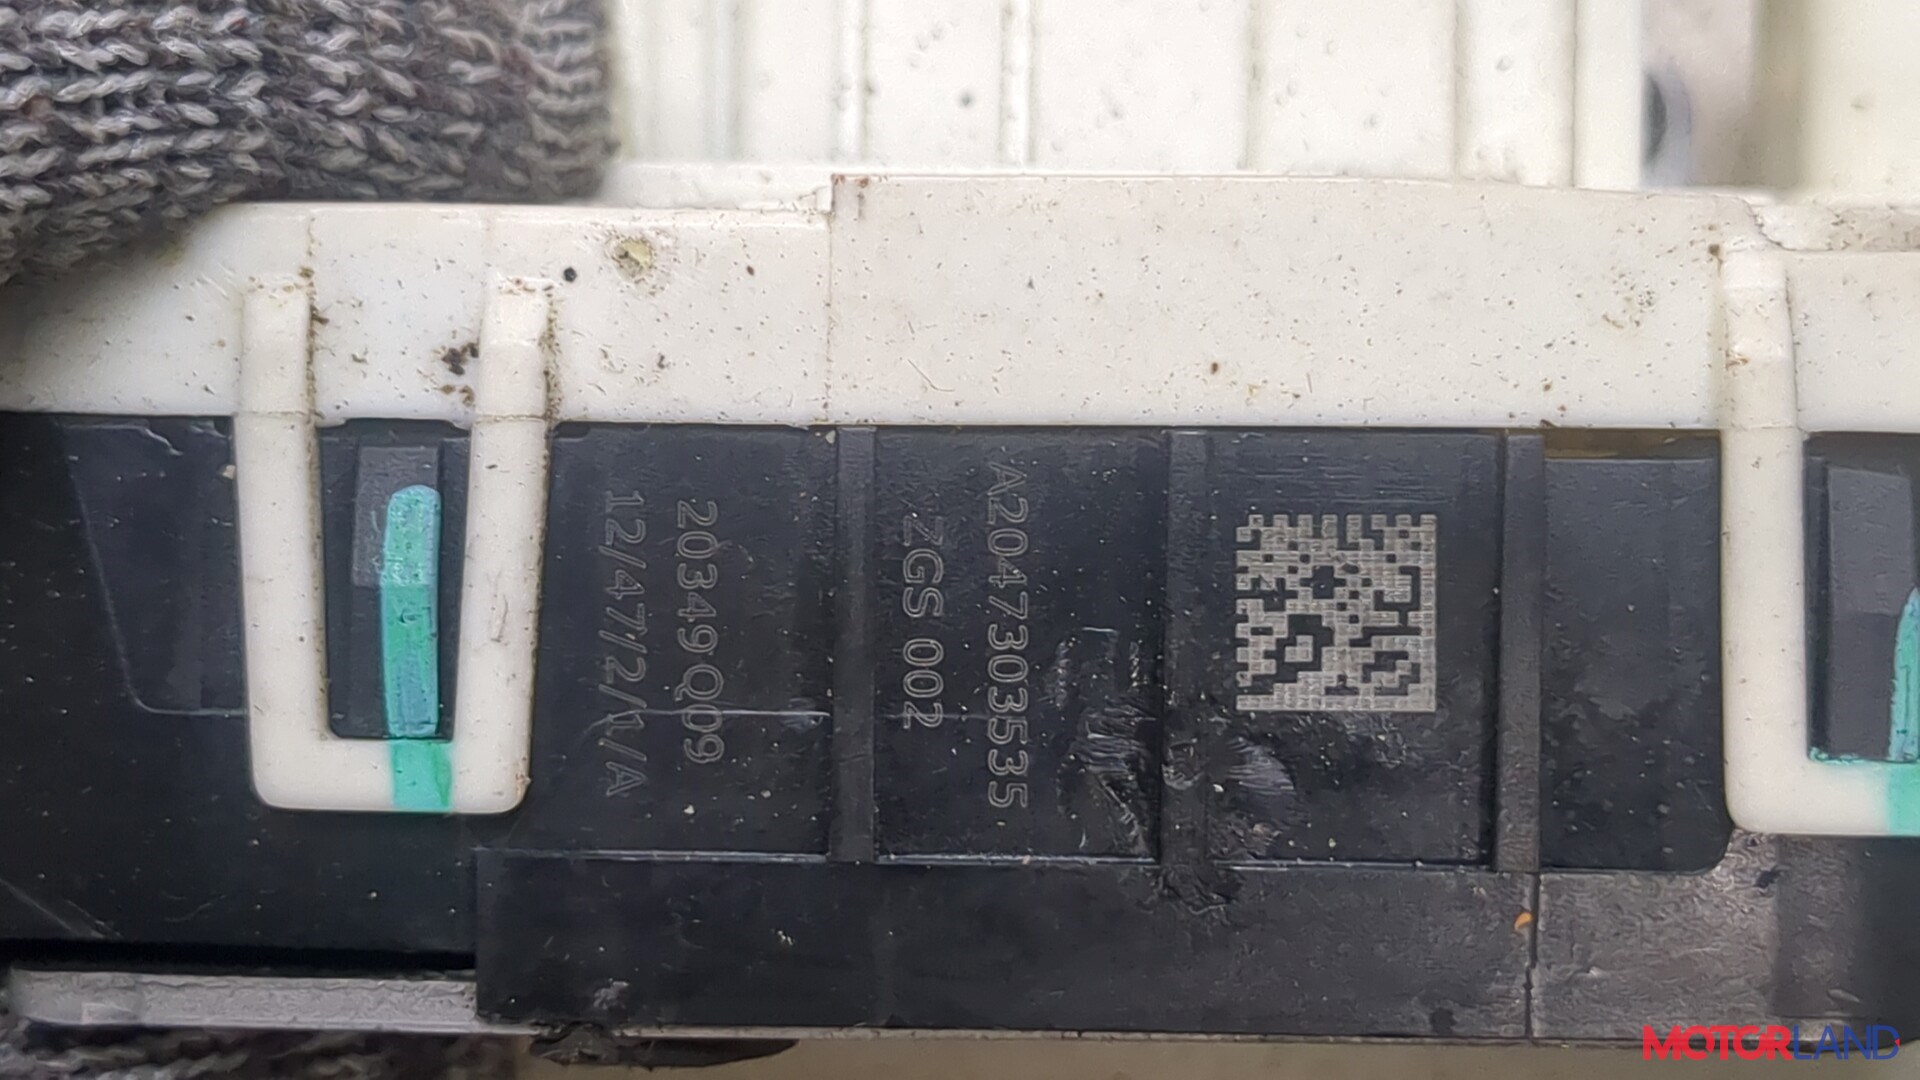 A2047303535
ZGS 002
20349Q09
12/47/2/1/A
MOTORLAND